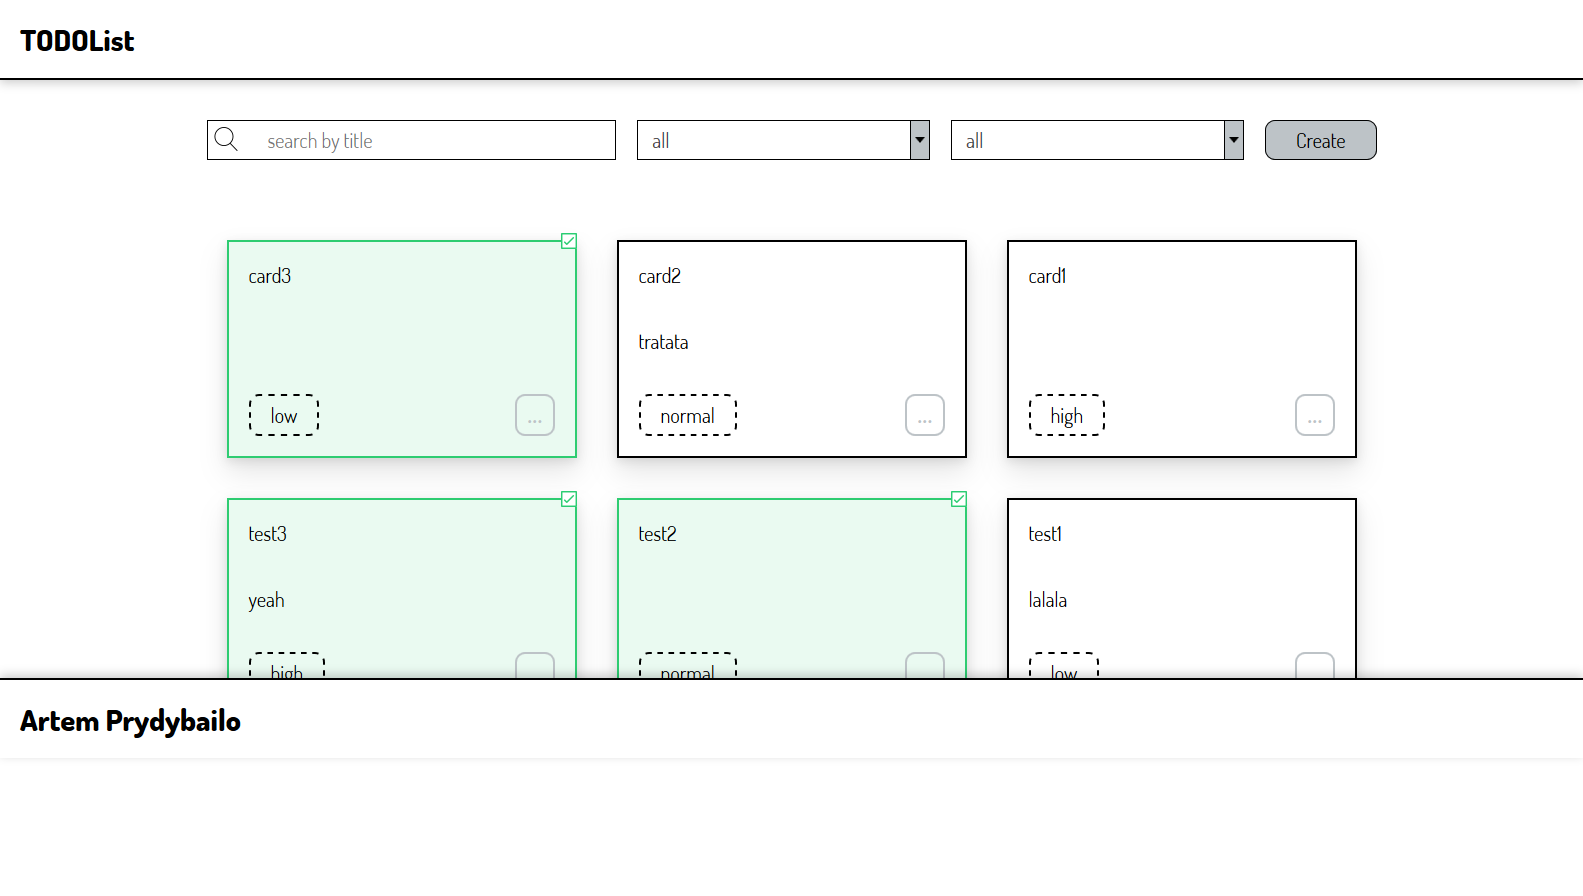 TODOList
search by title
all
all
Create
card3
card2
card1
tratata
low
...
normal
...
high
...
test3
test2
test1
yeah
lalala
high
normal
low
Artem Prydybailo